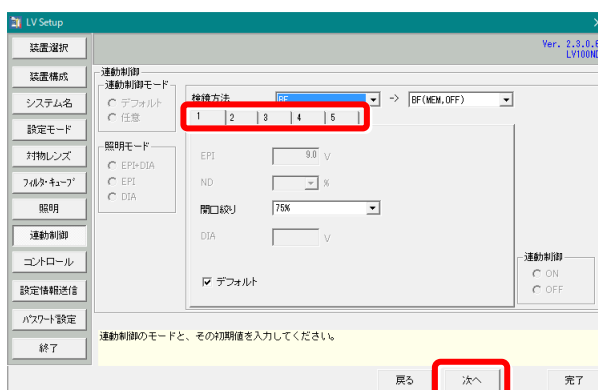 LV Setup
Ver. 2.3.0.6
LV100ND
装置選択
装置構成
システム名
設定モード
対物レンズ
フィルタ・キューブ
照明
連動制御
コントロール
設定情報送信
パスワード設定
終了
連動制御
連動制御モード
デフォルト
任意
照明モード
EPI+DIA
EPI
DIA
検鏡方法 BF -> BF(MEM.OFF)
1 2 3 4 5
EPI 9.0 V
ND %
開口絞り 75%
DIA V
デフォルト
連動制御
ON
OFF
連動制御のモードと、その初期値を入力してください。
戻る 次へ 完了